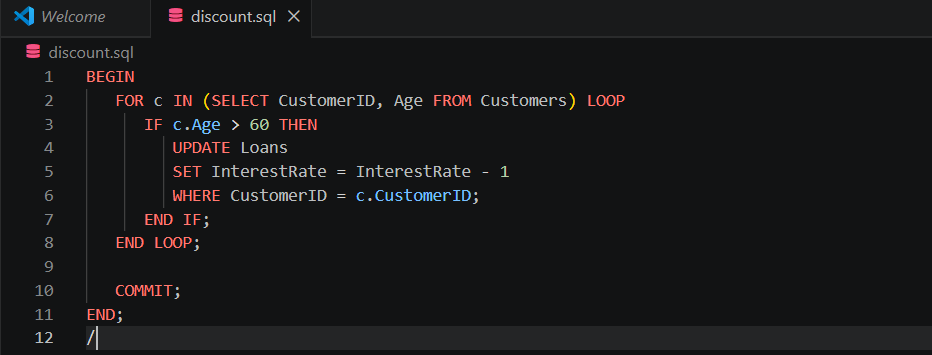 Welcome
discount.sql
discount.sql
1 BEGIN
2 FOR c IN (SELECT CustomerID, Age FROM Customers) LOOP
3 IF c.Age > 60 THEN
4 UPDATE Loans
5 SET InterestRate = InterestRate - 1
6 WHERE CustomerID = c.CustomerID;
7 END IF;
8 END LOOP;
9
10 COMMIT;
11 END;
12 /